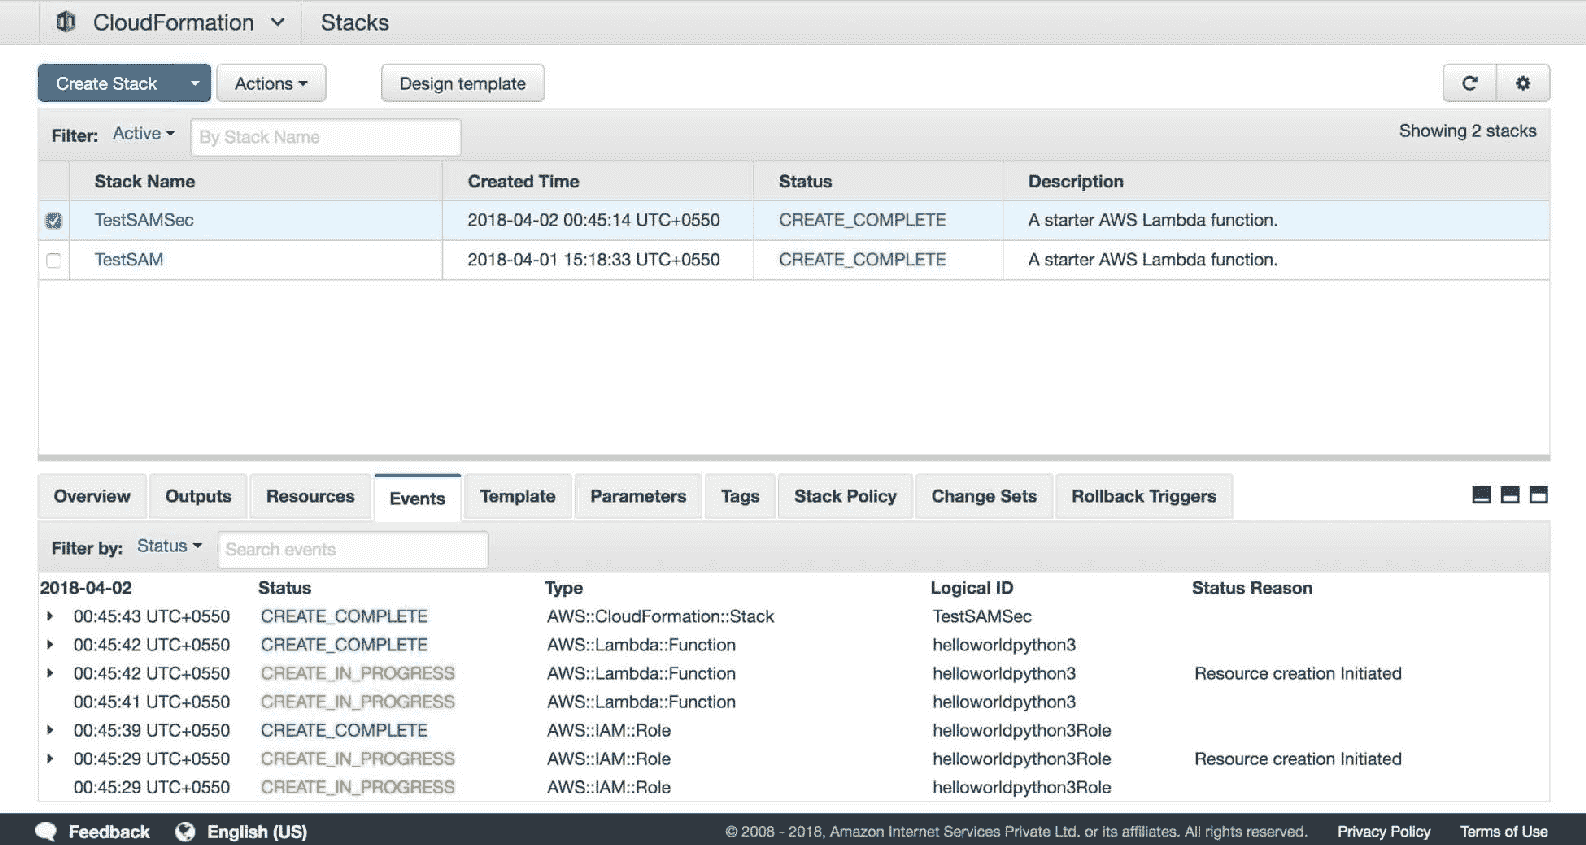 CloudFormation Stacks
Create Stack Actions Design template
Filter: Active By Stack Name Showing 2 stacks
Stack Name Created Time Status Description
TestSAMSec 2018-04-02 00:45:14 UTC+0550 CREATE_COMPLETE A starter AWS Lambda function.
TestSAM 2018-04-01 15:18:33 UTC+0550 CREATE_COMPLETE A starter AWS Lambda function.
Overview Outputs Resources Events Template Parameters Tags Stack Policy Change Sets Rollback Triggers
Filter by: Status Search events
2018-04-02 Status Type Logical ID Status Reason
00:45:43 UTC+0550 CREATE_COMPLETE AWS::CloudFormation::Stack TestSAMSec
00:45:42 UTC+0550 CREATE_COMPLETE AWS::Lambda::Function helloworldpython3
00:45:42 UTC+0550 CREATE_IN_PROGRESS AWS::Lambda::Function helloworldpython3 Resource creation Initiated
00:45:41 UTC+0550 CREATE_IN_PROGRESS AWS::Lambda::Function helloworldpython3
00:45:39 UTC+0550 CREATE_COMPLETE AWS::IAM::Role helloworldpython3Role
00:45:29 UTC+0550 CREATE_IN_PROGRESS AWS::IAM::Role helloworldpython3Role Resource creation Initiated
00:45:29 UTC+0550 CREATE_IN_PROGRESS AWS::IAM::Role helloworldpython3Role
Feedback English (US) © 2008 - 2018, Amazon Internet Services Private Ltd. or its affiliates. All rights reserved. Privacy Policy Terms of Use